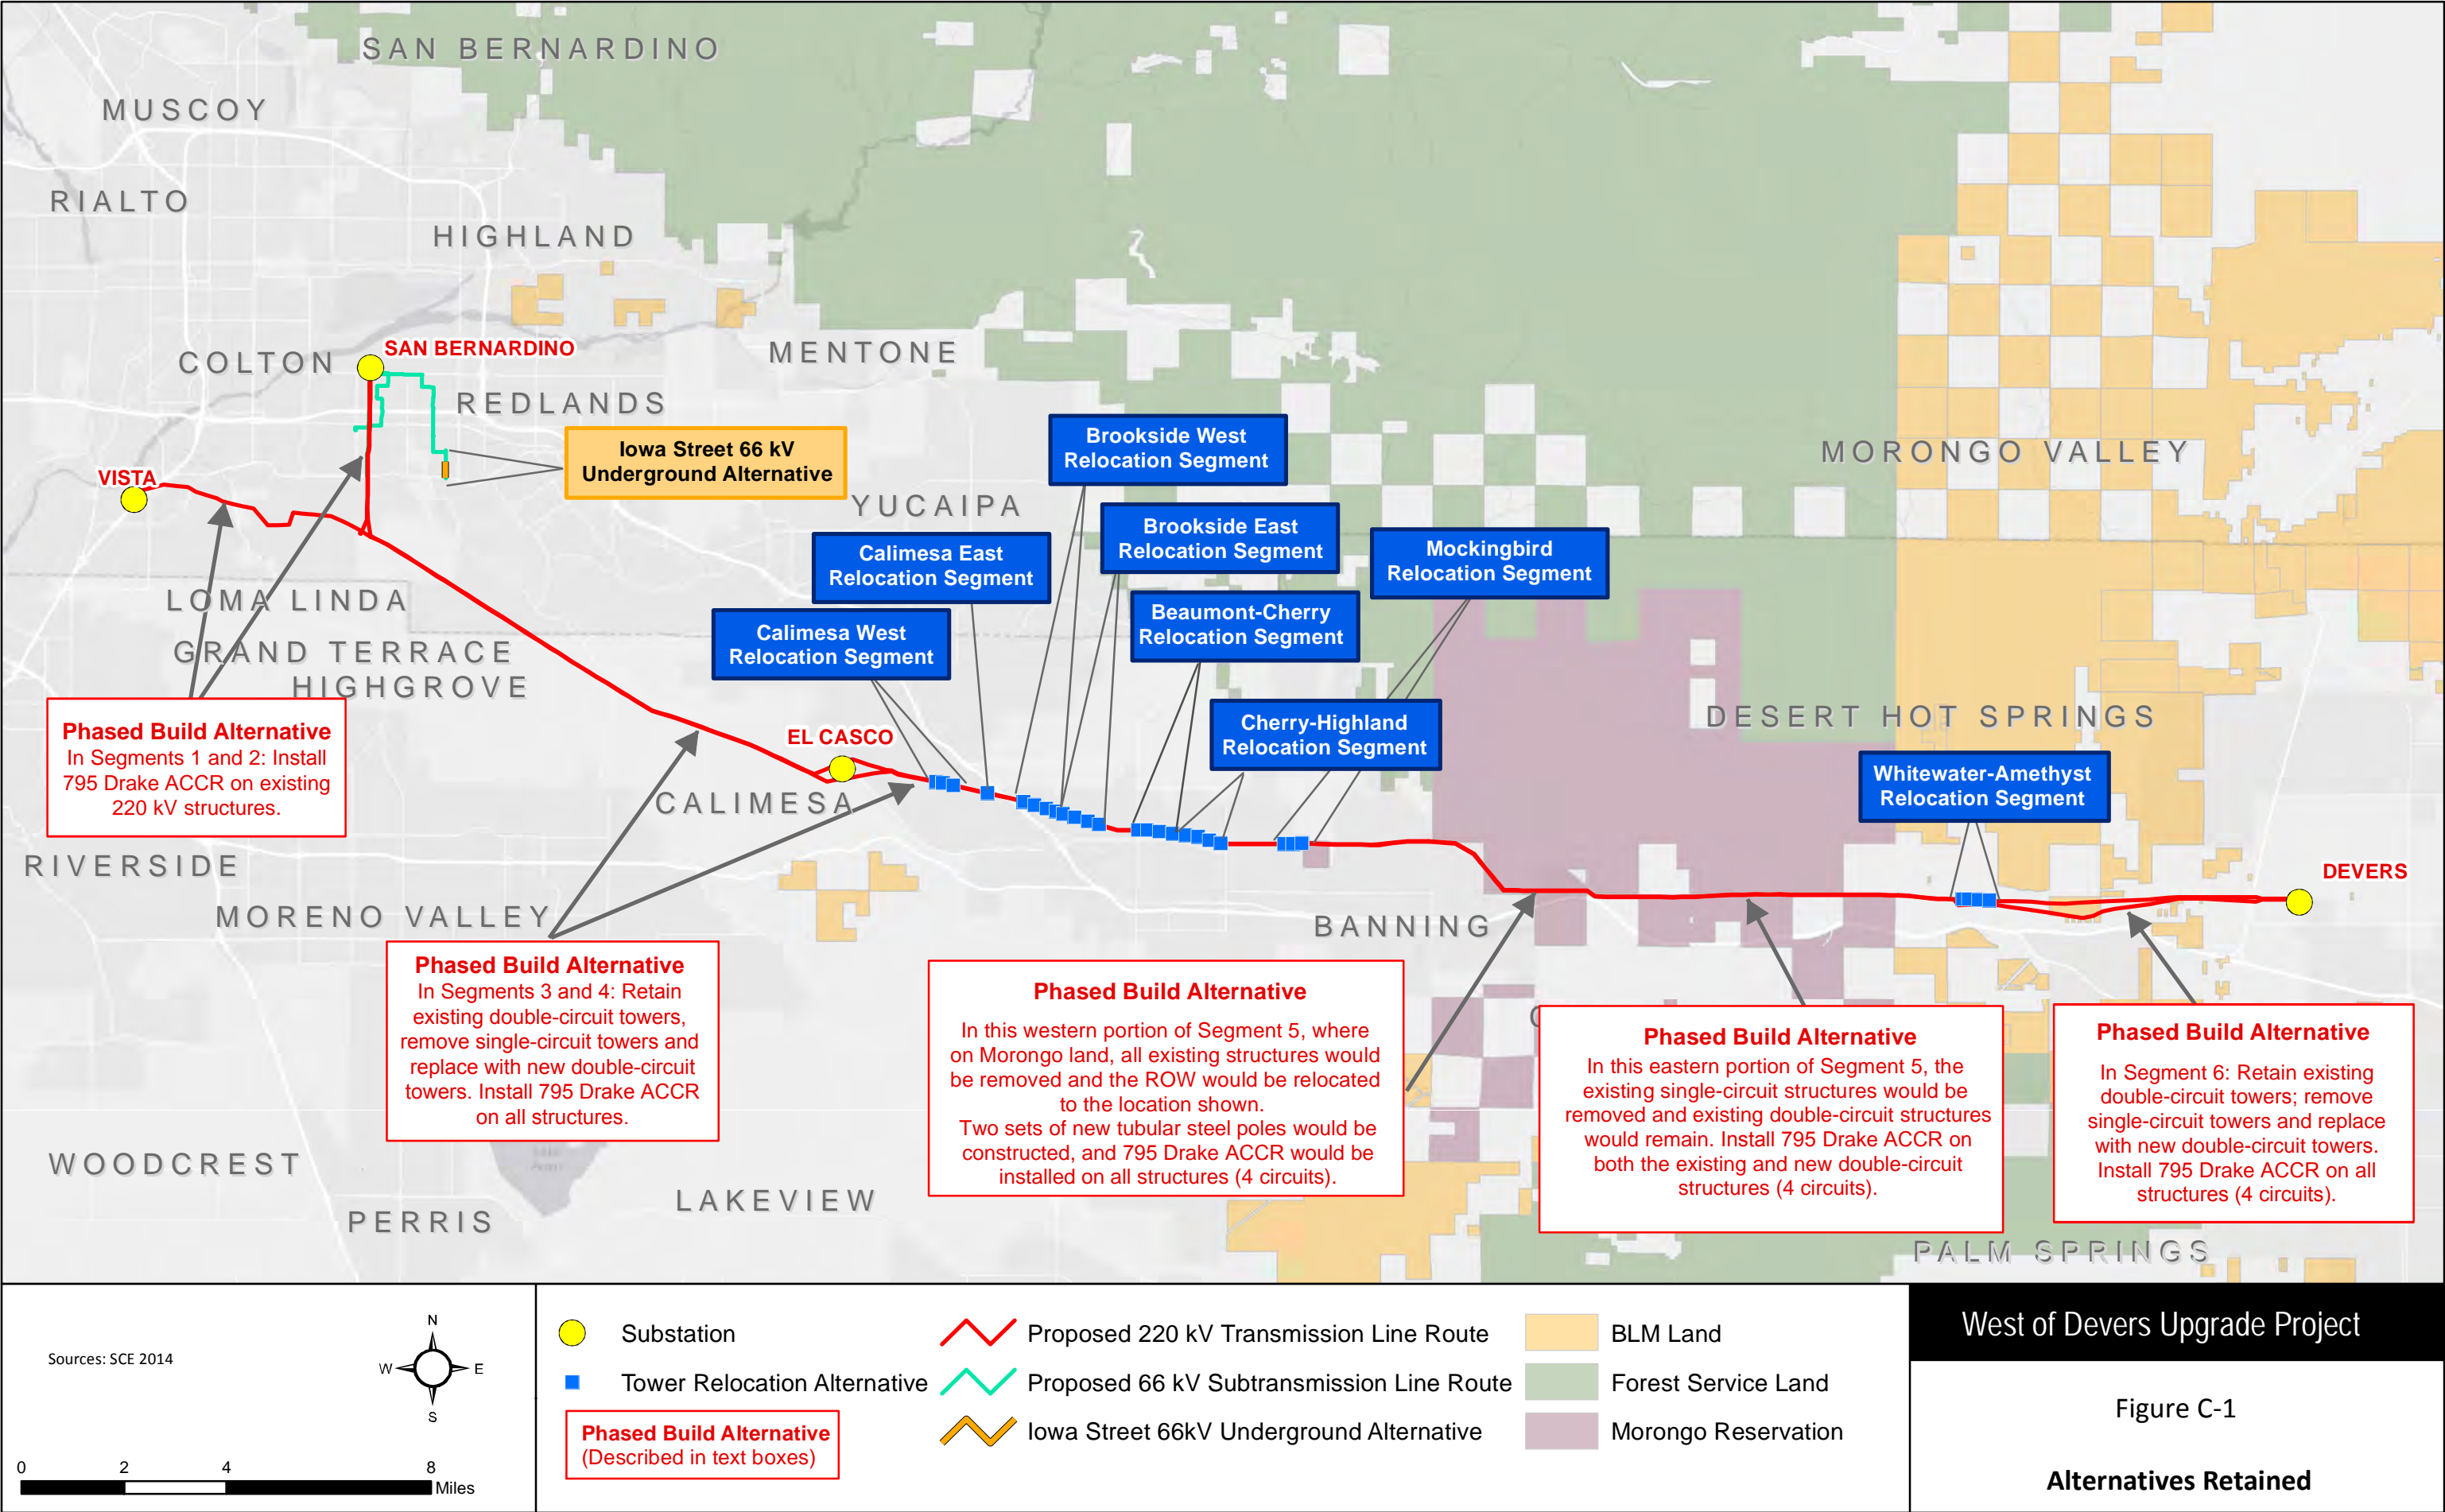 SAN BERNARDINO
MUSCOY
RIALTO
HIGHLAND
COLTON
SAN BERNARDINO
MENTONE
REDLANDS
Iowa Street 66 kV
Underground Alternative
VISTA
YUCAIPA
Brookside West
Relocation Segment
MORONGO VALLEY
Brookside East
Relocation Segment
Calimesa East
Relocation Segment
Mockingbird
Relocation Segment
LOMA LINDA
Beaumont-Cherry
Relocation Segment
Calimesa West
Relocation Segment
GRAND TERRACE
HIGHGROVE
Cherry-Highland
Relocation Segment
DESERT HOT SPRINGS
Phased Build Alternative
In Segments 1 and 2: Install
795 Drake ACCR on existing
220 kV structures.
EL CASCO
Whitewater-Amethyst
Relocation Segment
CALIMESA
RIVERSIDE
DEVERS
MORENO VALLEY
BANNING
Phased Build Alternative
In Segments 3 and 4: Retain
existing double-circuit towers,
remove single-circuit towers and
replace with new double-circuit
towers. Install 795 Drake ACCR
on all structures.
Phased Build Alternative
In this western portion of Segment 5, where
on Morongo land, all existing structures would
be removed and the ROW would be relocated
to the location shown.
Two sets of new tubular steel poles would be
constructed, and 795 Drake ACCR would be
installed on all structures (4 circuits).
Phased Build Alternative
In this eastern portion of Segment 5, the
existing single-circuit structures would be
removed and existing double-circuit structures
would remain. Install 795 Drake ACCR on
both the existing and new double-circuit
structures (4 circuits).
Phased Build Alternative
In Segment 6: Retain existing
double-circuit towers; remove
single-circuit towers and replace
with new double-circuit towers.
Install 795 Drake ACCR on all
structures (4 circuits).
WOODCREST
PERRIS
LAKEVIEW
PALM SPRINGS
Sources: SCE 2014
N
W
E
S
0 2 4 8
Miles
Substation
Tower Relocation Alternative
Phased Build Alternative
(Described in text boxes)
Proposed 220 kV Transmission Line Route
Proposed 66 kV Subtransmission Line Route
Iowa Street 66kV Underground Alternative
BLM Land
Forest Service Land
Morongo Reservation
West of Devers Upgrade Project
Figure C-1
Alternatives Retained